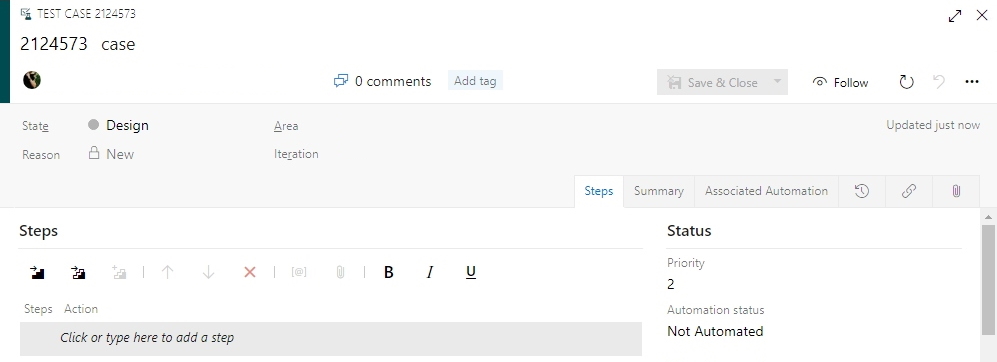 TEST CASE 2124573
2124573 case
0 comments Add tag Save & Close Follow
State Design Area Updated just now
Reason New Iteration
Steps Summary Associated Automation
Steps Status
[@] B I U
Priority
2
Steps Action
Automation status
Click or type here to add a step
Not Automated